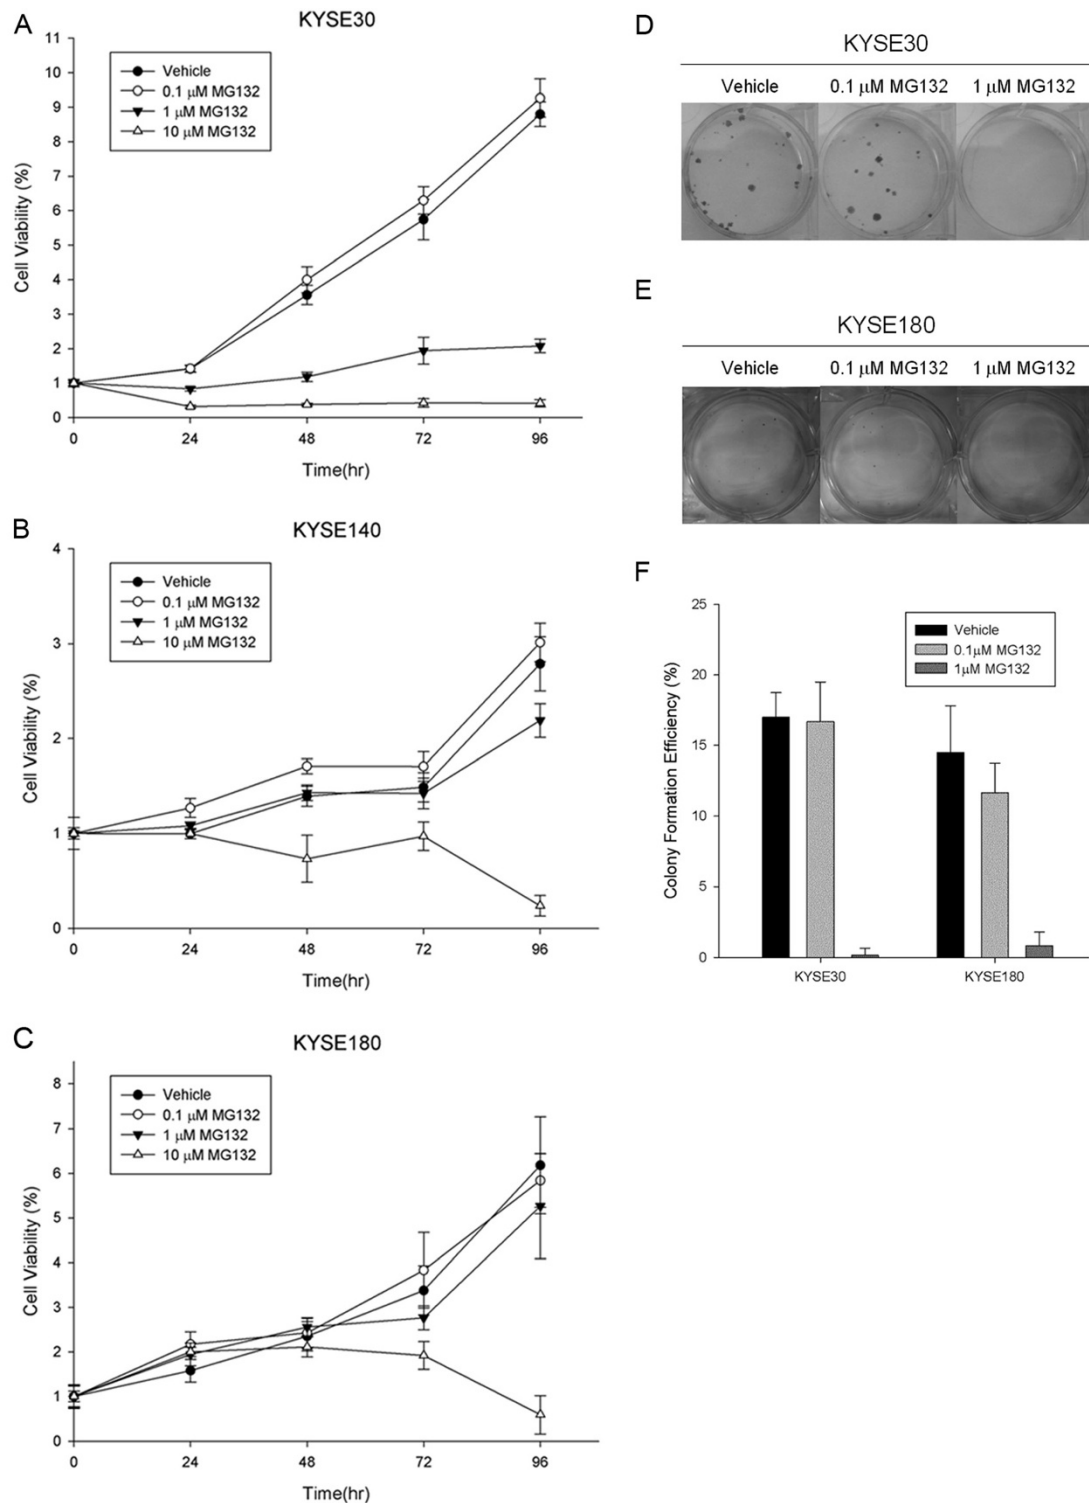 A
KYSE30
Vehicle
0.1 μM MG132
1 μM MG132
10 μM MG132
Cell Viability (%)
11
10
9
8
7
6
5
4
3
2
1
0
0 24 48 72 96
Time(hr)
B
KYSE140
Vehicle
0.1 μM MG132
1 μM MG132
10 μM MG132
Cell Viability (%)
4
3
2
1
0
0 24 48 72 96
Time(hr)
C
KYSE180
Vehicle
0.1 μM MG132
1 μM MG132
10 μM MG132
Cell Viability (%)
8
7
6
5
4
3
2
1
0
0 24 48 72 96
Time(hr)
D
KYSE30
Vehicle 0.1 μM MG132 1 μM MG132
E
KYSE180
Vehicle 0.1 μM MG132 1 μM MG132
F
Vehicle
0.1μM MG132
1μM MG132
Colony Formation Efficiency (%)
25
20
15
10
5
0
KYSE30 KYSE180